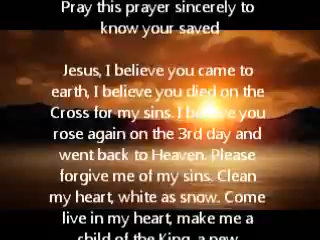 Pray this prayer sincerely to
know your saved
Jesus, I believe you came to
earth, I believe you died on the
Cross for my sins. I believe you
rose again on the 3rd day and
went back to Heaven. Please
forgive me of my sins. Clean
my heart, white as snow. Come
live in my heart, make me a
child of the King, a new